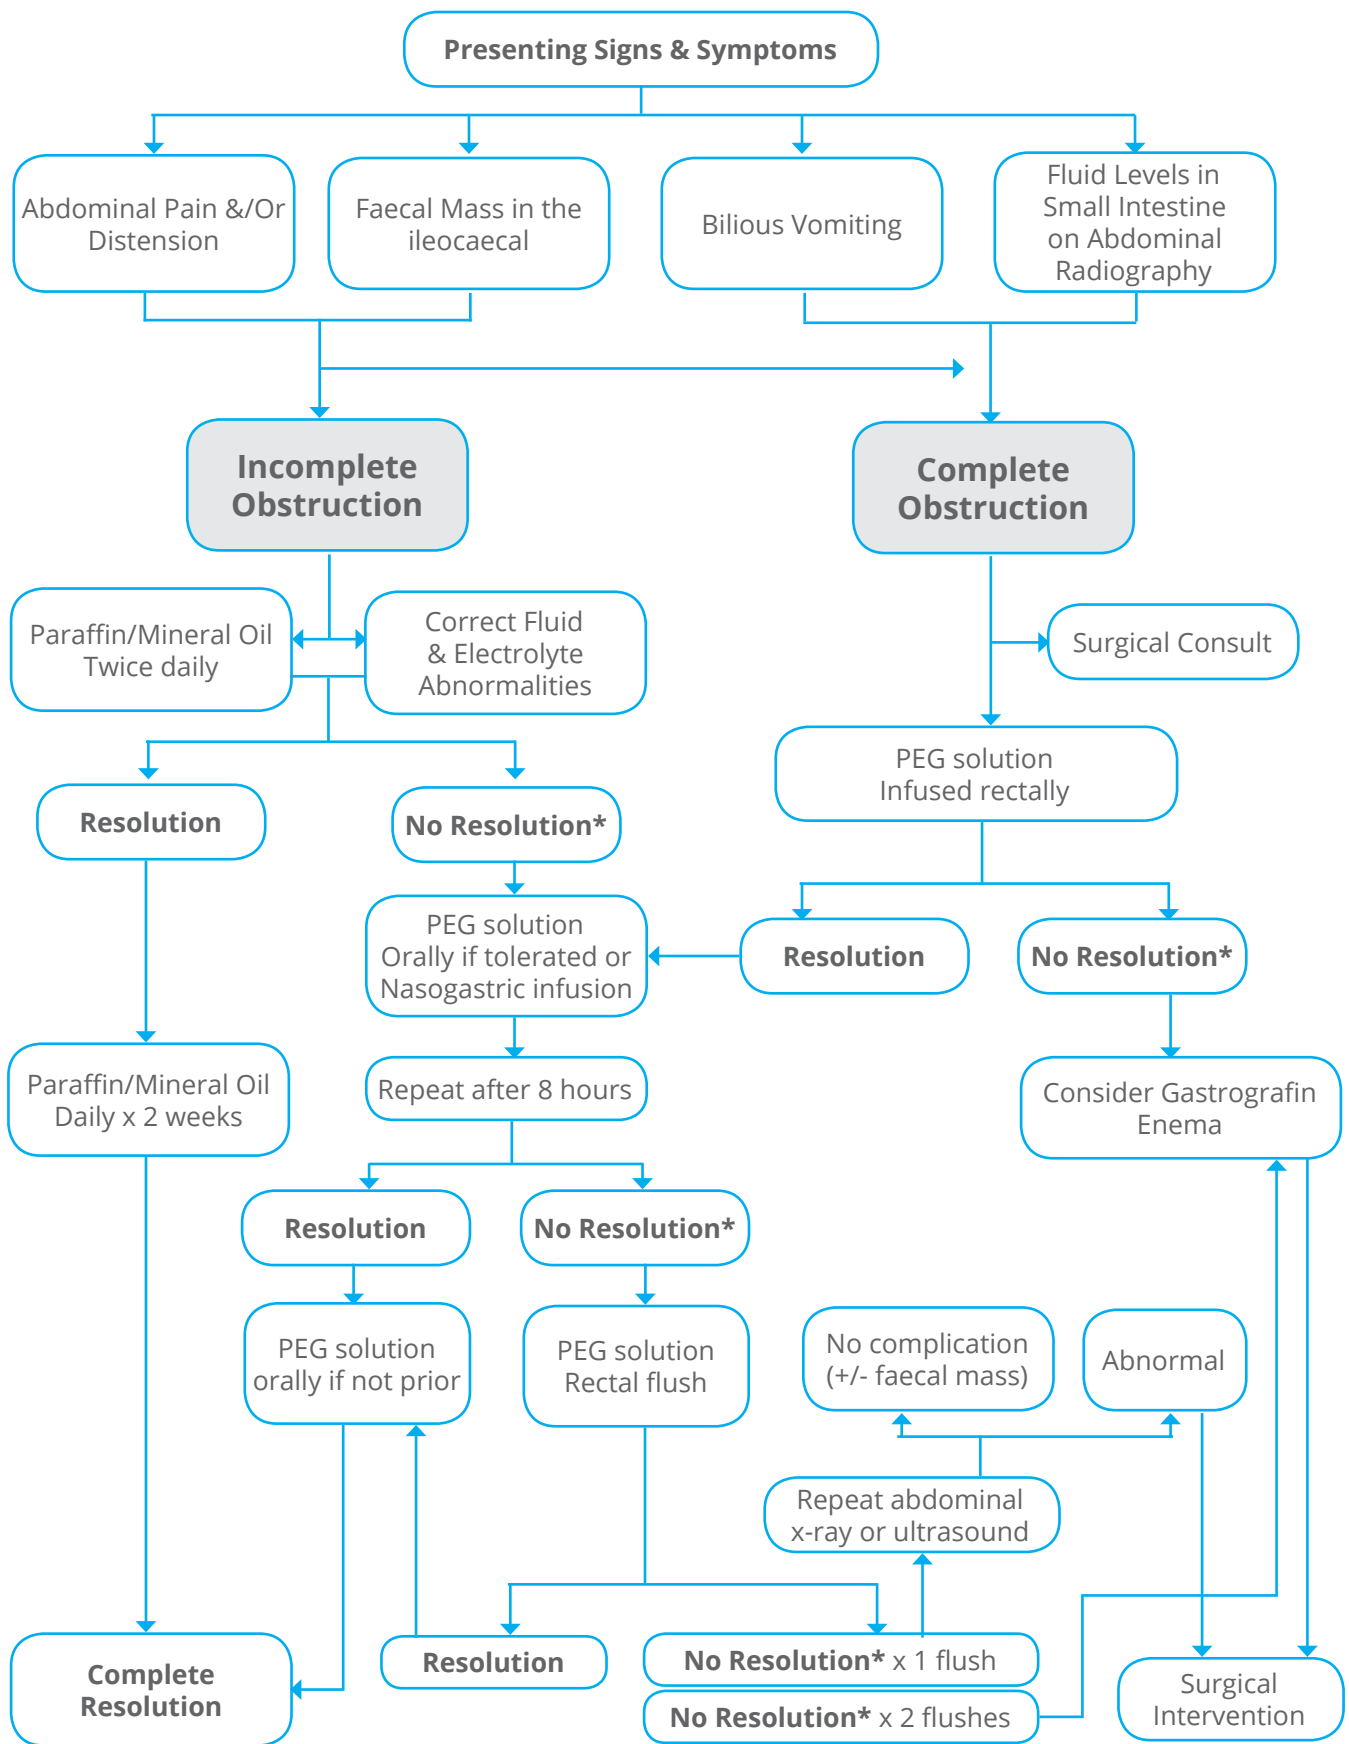 Presenting Signs & Symptoms
Abdominal Pain &/Or
Distension
Faecal Mass in the
ileocaecal
Bilious Vomiting
Fluid Levels in
Small Intestine
on Abdominal
Radiography
Incomplete
Obstruction
Complete
Obstruction
Paraffin/Mineral Oil
Twice daily
Correct Fluid
& Electrolyte
Abnormalities
Surgical Consult
PEG solution
Infused rectally
Resolution
No Resolution*
PEG solution
Orally if tolerated or
Nasogastric infusion
Resolution
No Resolution*
Paraffin/Mineral Oil
Daily x 2 weeks
Repeat after 8 hours
Consider Gastrografin
Enema
Resolution
No Resolution*
PEG solution
orally if not prior
PEG solution
Rectal flush
No complication
(+/- faecal mass)
Abnormal
Repeat abdominal
x-ray or ultrasound
Complete
Resolution
Resolution
No Resolution* x 1 flush
No Resolution* x 2 flushes
Surgical
Intervention